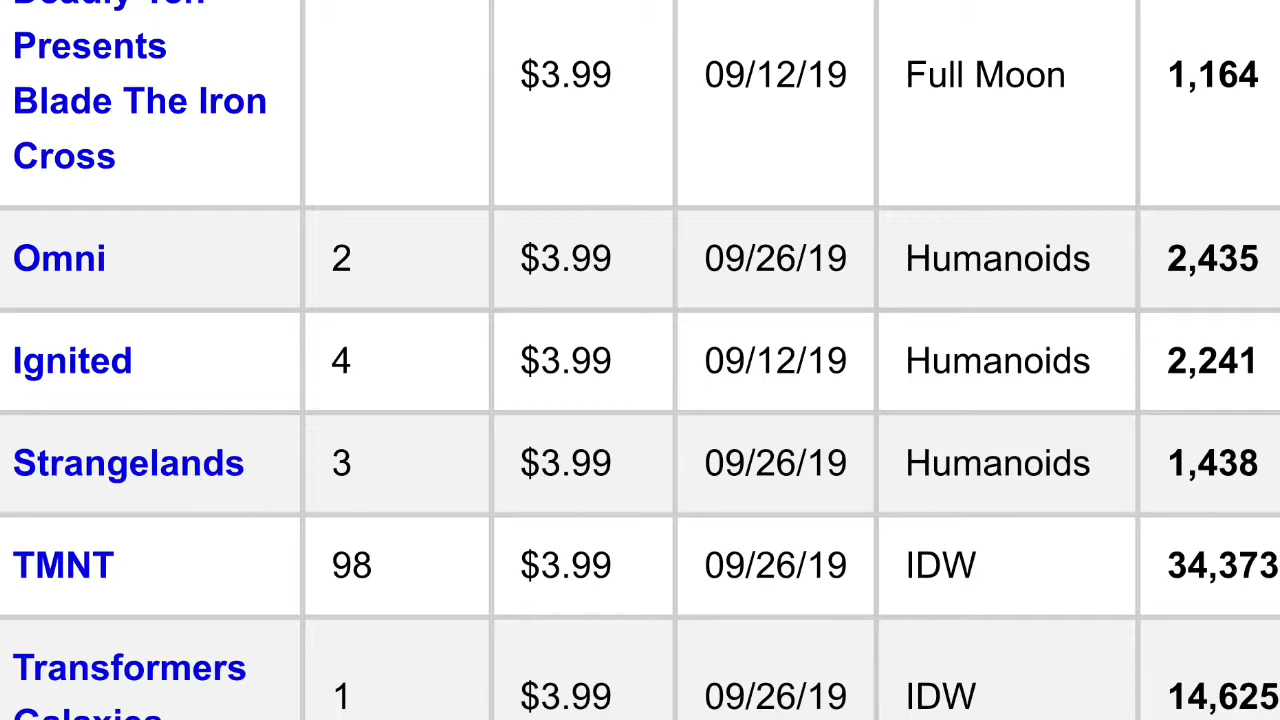 Deadly Ten
Presents
Blade The Iron
Cross
$3.99 09/12/19 Full Moon 1,164
Omni 2 $3.99 09/26/19 Humanoids 2,435
Ignited 4 $3.99 09/12/19 Humanoids 2,241
Strangelands 3 $3.99 09/26/19 Humanoids 1,438
TMNT 98 $3.99 09/26/19 IDW 34,373
Transformers
Galaxies
1 $3.99 09/26/19 IDW 14,625